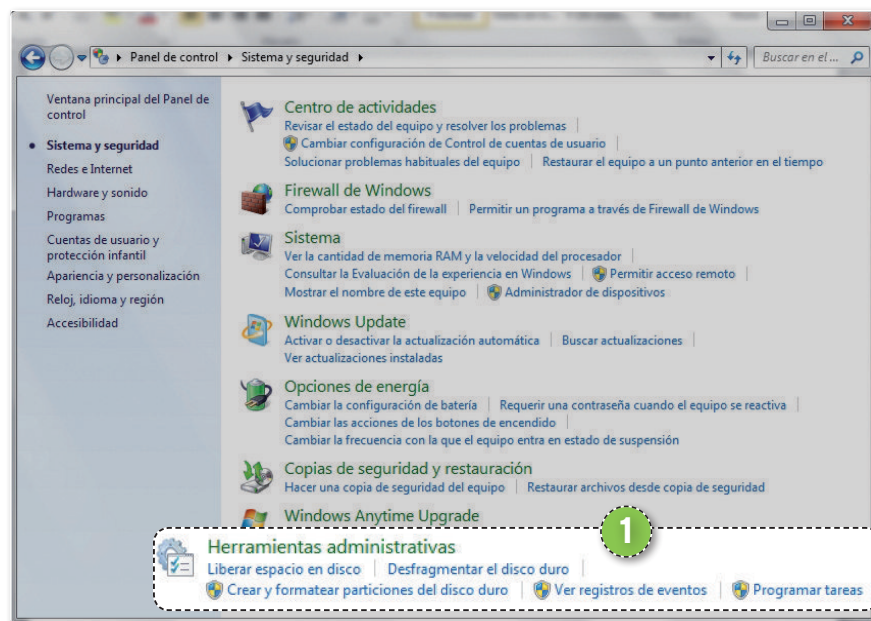 Panel de control ▸ Sistema y seguridad ▸
Buscar en el ...
Ventana principal del Panel de
control
Sistema y seguridad
Redes e Internet
Hardware y sonido
Programas
Cuentas de usuario y
protección infantil
Apariencia y personalización
Reloj, idioma y región
Accesibilidad
Centro de actividades
Revisar el estado del equipo y resolver los problemas
Cambiar configuración de Control de cuentas de usuario
Solucionar problemas habituales del equipo | Restaurar el equipo a un punto anterior en el tiempo
Firewall de Windows
Comprobar estado del firewall | Permitir un programa a través de Firewall de Windows
Sistema
Ver la cantidad de memoria RAM y la velocidad del procesador
Consultar la Evaluación de la experiencia en Windows | Permitir acceso remoto
Mostrar el nombre de este equipo | Administrador de dispositivos
Windows Update
Activar o desactivar la actualización automática | Buscar actualizaciones
Ver actualizaciones instaladas
Opciones de energía
Cambiar la configuración de batería | Requerir una contraseña cuando el equipo se reactiva
Cambiar las acciones de los botones de encendido
Cambiar la frecuencia con la que el equipo entra en estado de suspensión
Copias de seguridad y restauración
Hacer una copia de seguridad del equipo | Restaurar archivos desde copia de seguridad
Windows Anytime Upgrade
1
Herramientas administrativas
Liberar espacio en disco | Desfragmentar el disco duro
Crear y formatear particiones del disco duro | Ver registros de eventos | Programar tareas